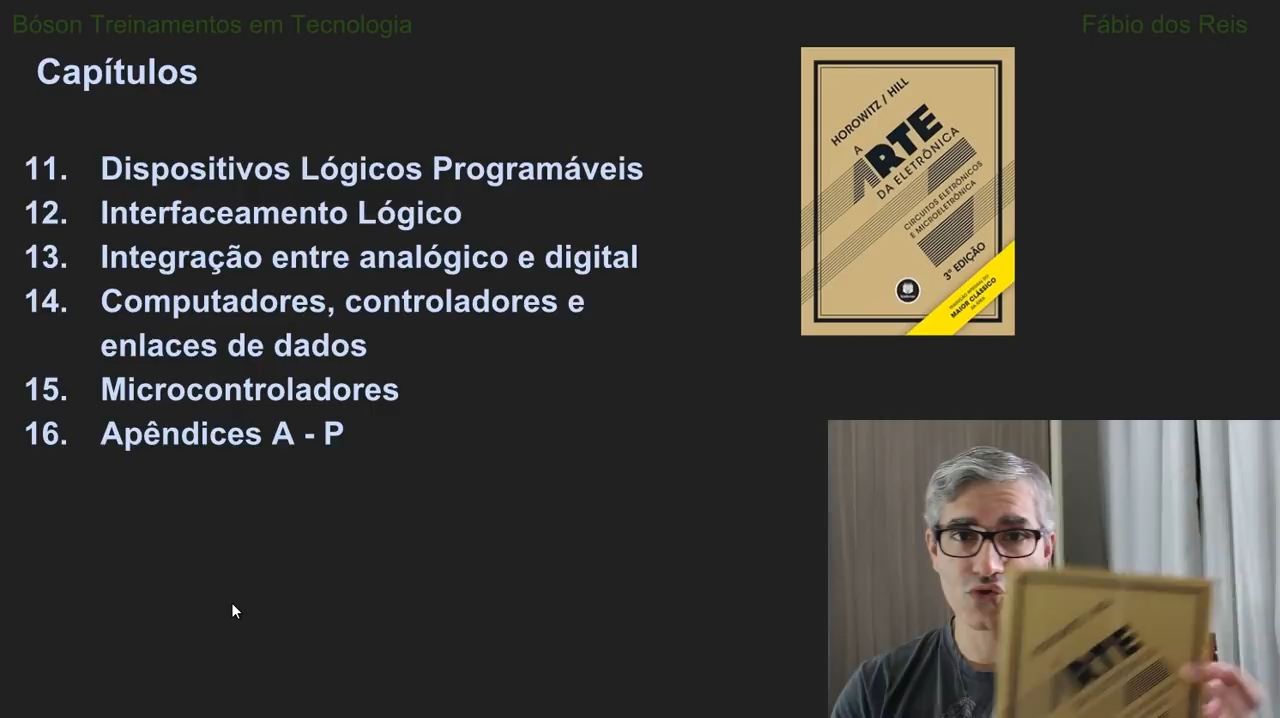 Bóson Treinamentos em Tecnologia
Fábio dos Reis
Capítulos
11. Dispositivos Lógicos Programáveis
12. Interfaceamento Lógico
13. Integração entre analógico e digital
14. Computadores, controladores e
enlaces de dados
15. Microcontroladores
16. Apêndices A - P
HOROWITZ / HILL
A
ARTE
DA ELETRÔNICA
CIRCUITOS ELETRÔNICOS
E MICROELETRÔNICA
3ª EDIÇÃO
MAIOR CLÁSSICO
ARTE